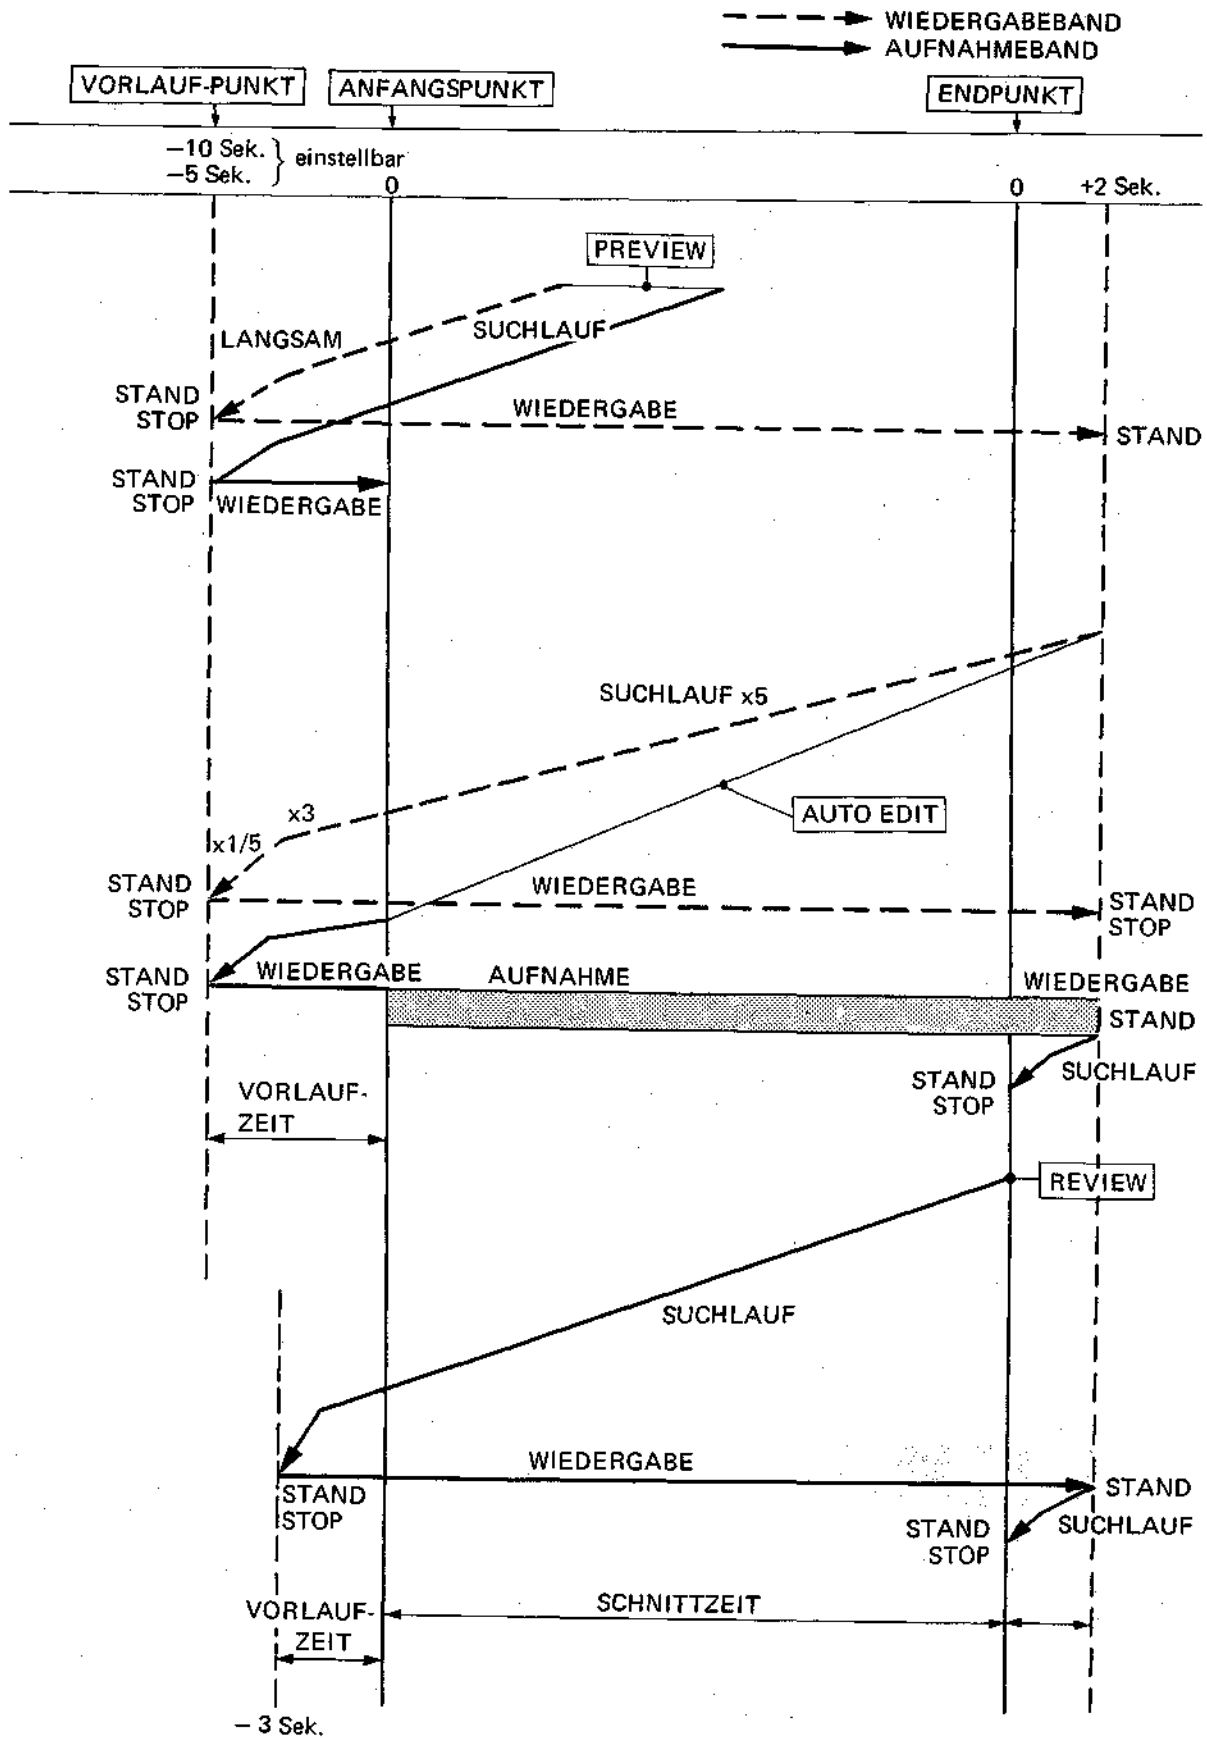 WIEDERGABEBAND
AUFNAHMEBAND
VORLAUF-PUNKT
ANFANGSPUNKT
ENDPUNKT
−10 Sek.
−5 Sek.
einstellbar
0
0
+2 Sek.
PREVIEW
LANGSAM
SUCHLAUF
STAND
STOP
WIEDERGABE
STAND
STAND
STOP
WIEDERGABE
SUCHLAUF x5
x3
AUTO EDIT
x1/5
STAND
STOP
WIEDERGABE
STAND
STOP
STAND
STOP
WIEDERGABE
AUFNAHME
WIEDERGABE
STAND
SUCHLAUF
STAND
STOP
VORLAUF-
ZEIT
REVIEW
SUCHLAUF
WIEDERGABE
STAND
STAND
STOP
SUCHLAUF
STAND
STOP
SCHNITTZEIT
VORLAUF-
ZEIT
− 3 Sek.